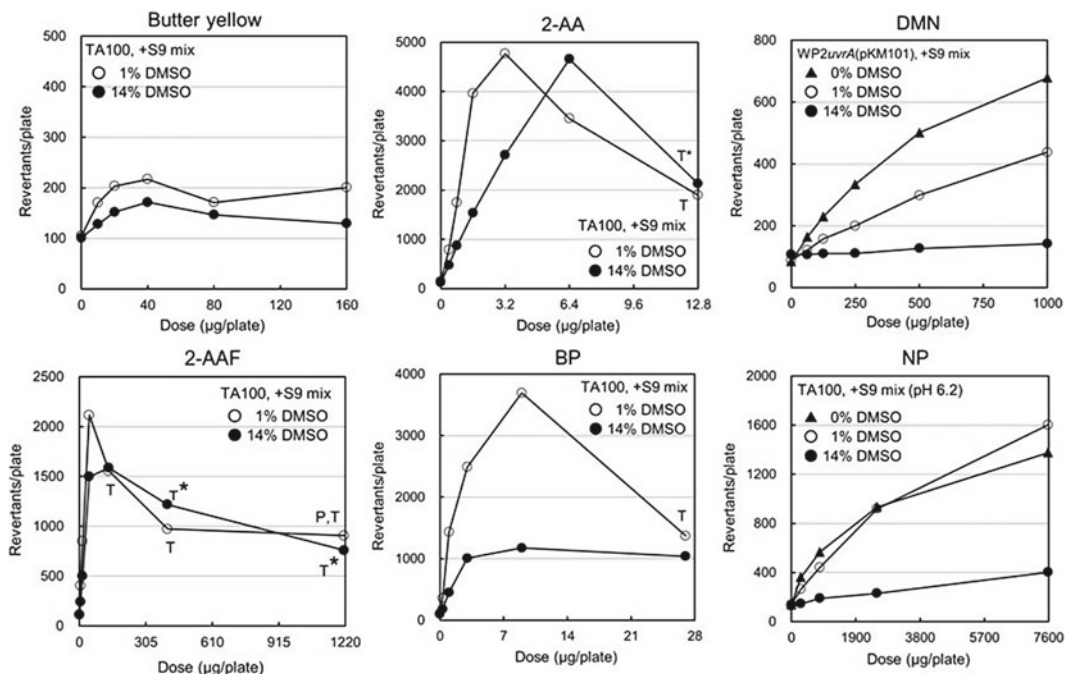 Butter yellow
Revertants/plate
500
400
300
200
100
0
TA100, +S9 mix
1% DMSO
14% DMSO
0 40 80 120 160
Dose (µg/plate)
2-AA
Revertants/plate
5000
4000
3000
2000
1000
0
T*
T
TA100, +S9 mix
1% DMSO
14% DMSO
0 3.2 6.4 9.6 12.8
Dose (µg/plate)
DMN
Revertants/plate
800
600
400
200
0
WP2uvrA(pKM101), +S9 mix
0% DMSO
1% DMSO
14% DMSO
0 250 500 750 1000
Dose (µg/plate)
2-AAF
Revertants/plate
2500
2000
1500
1000
500
0
TA100, +S9 mix
1% DMSO
14% DMSO
T
T*
T
P,T
T*
0 305 610 915 1220
Dose (µg/plate)
BP
Revertants/plate
4000
3000
2000
1000
0
TA100, +S9 mix
1% DMSO
14% DMSO
T
0 7 14 21 28
Dose (µg/plate)
NP
Revertants/plate
2000
1600
1200
800
400
0
TA100, +S9 mix (pH 6.2)
0% DMSO
1% DMSO
14% DMSO
0 1900 3800 5700 7600
Dose (µg/plate)